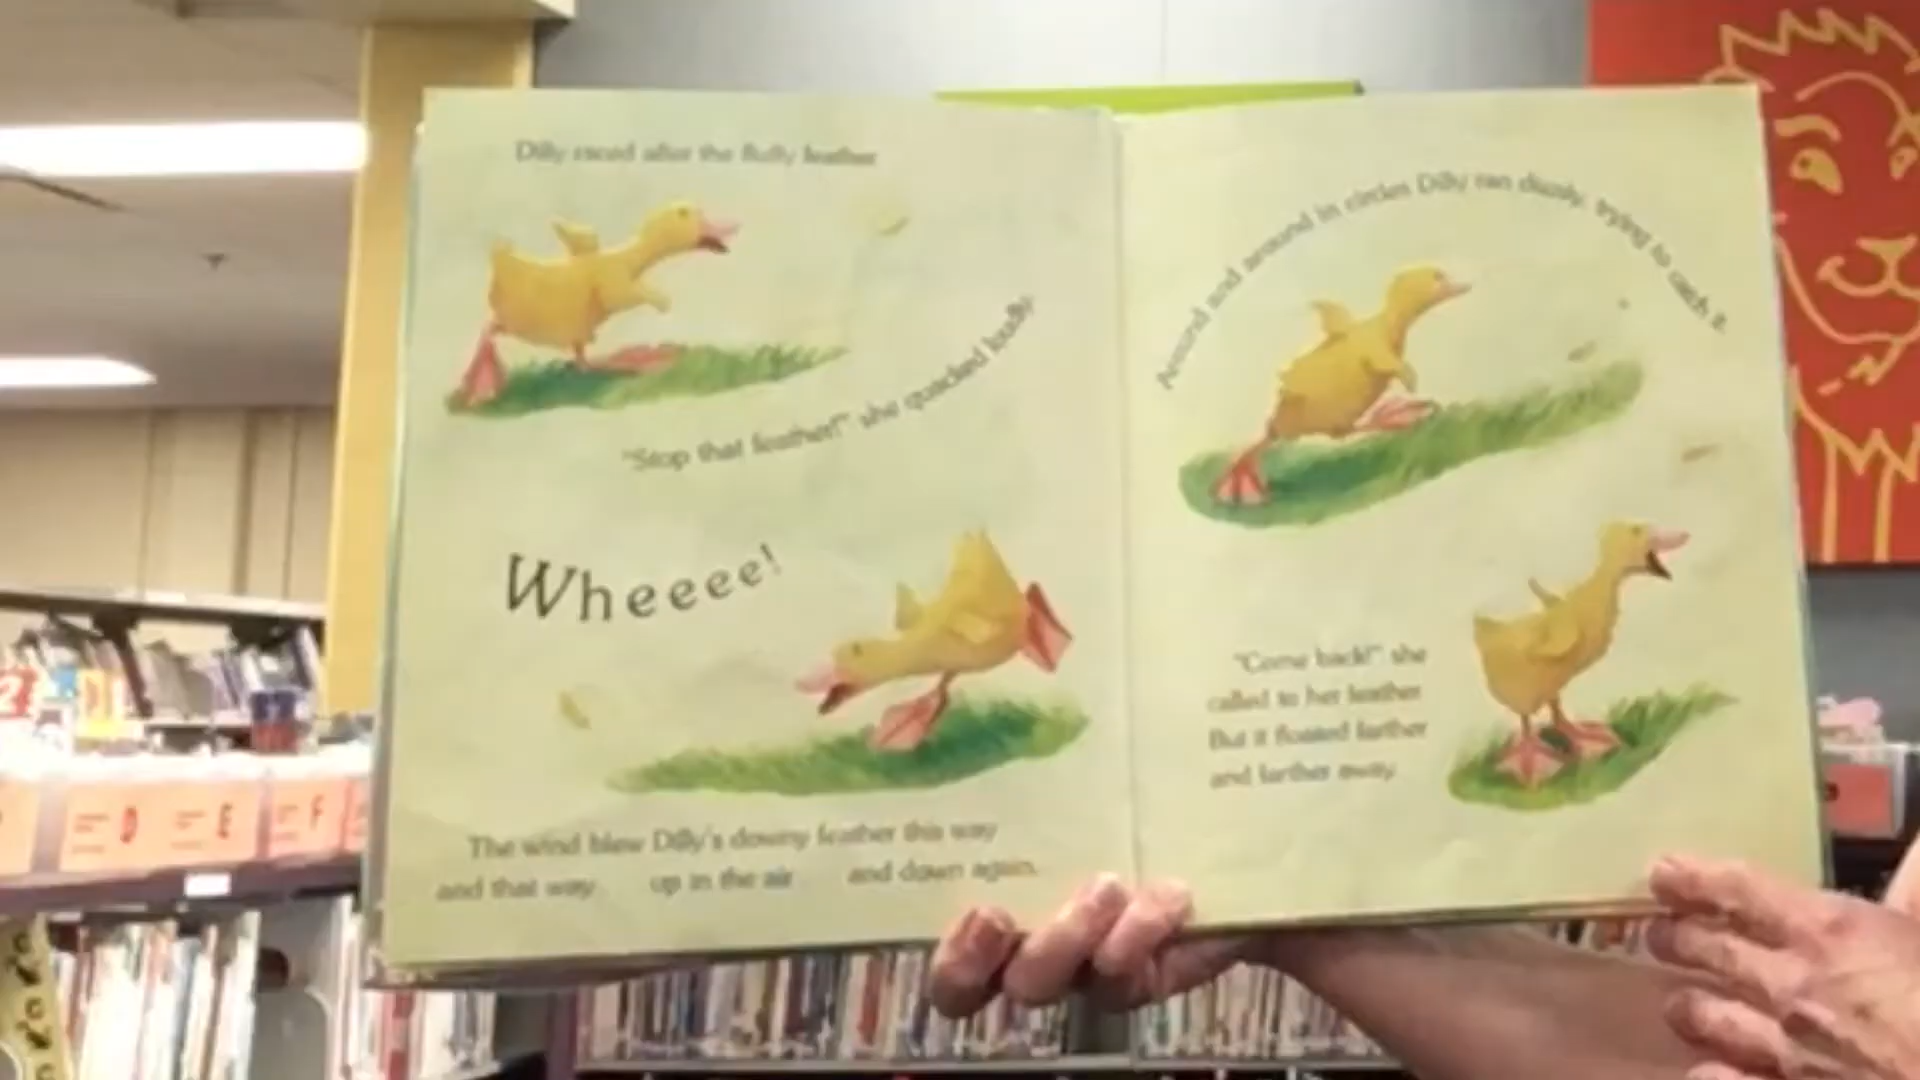 Dilly raced after the fluffy feather
"Stop that feather!" she quacked loudly.
Wheeee!
The wind blew Dilly's downy feather this way
and that way up in the air and down again.
Around and around in circles Dilly ran dizzily, trying to catch it.
"Come back!" she
called to her feather
But it floated farther
and farther away.
D
E
F